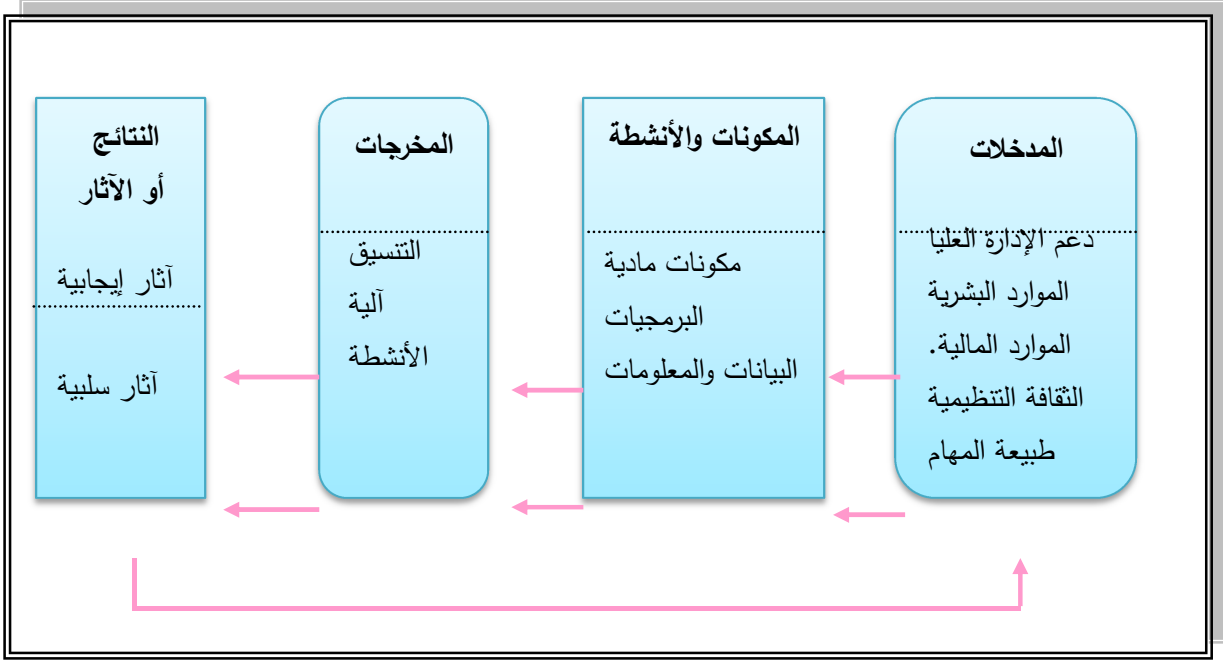 المدخلات
دعم الإدارة العليا
الموارد البشرية
الموارد المالية.
الثقافة التنظيمية
طبيعة المهام
المكونات والأنشطة
مكونات مادية
البرمجيات
البيانات والمعلومات
المخرجات
التنسيق
آلية
الأنشطة
النتائج
أو الآثار
آثار إيجابية
آثار سلبية